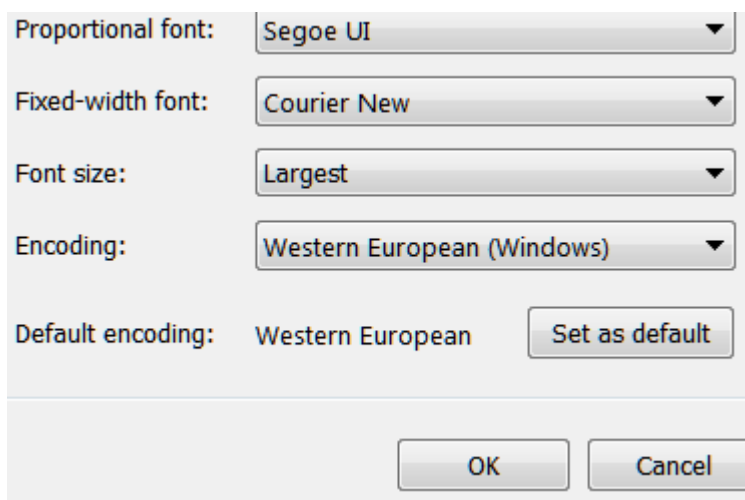 Proportional font: Segoe UI
Fixed-width font: Courier New
Font size: Largest
Encoding: Western European (Windows)
Default encoding: Western European Set as default
OK Cancel